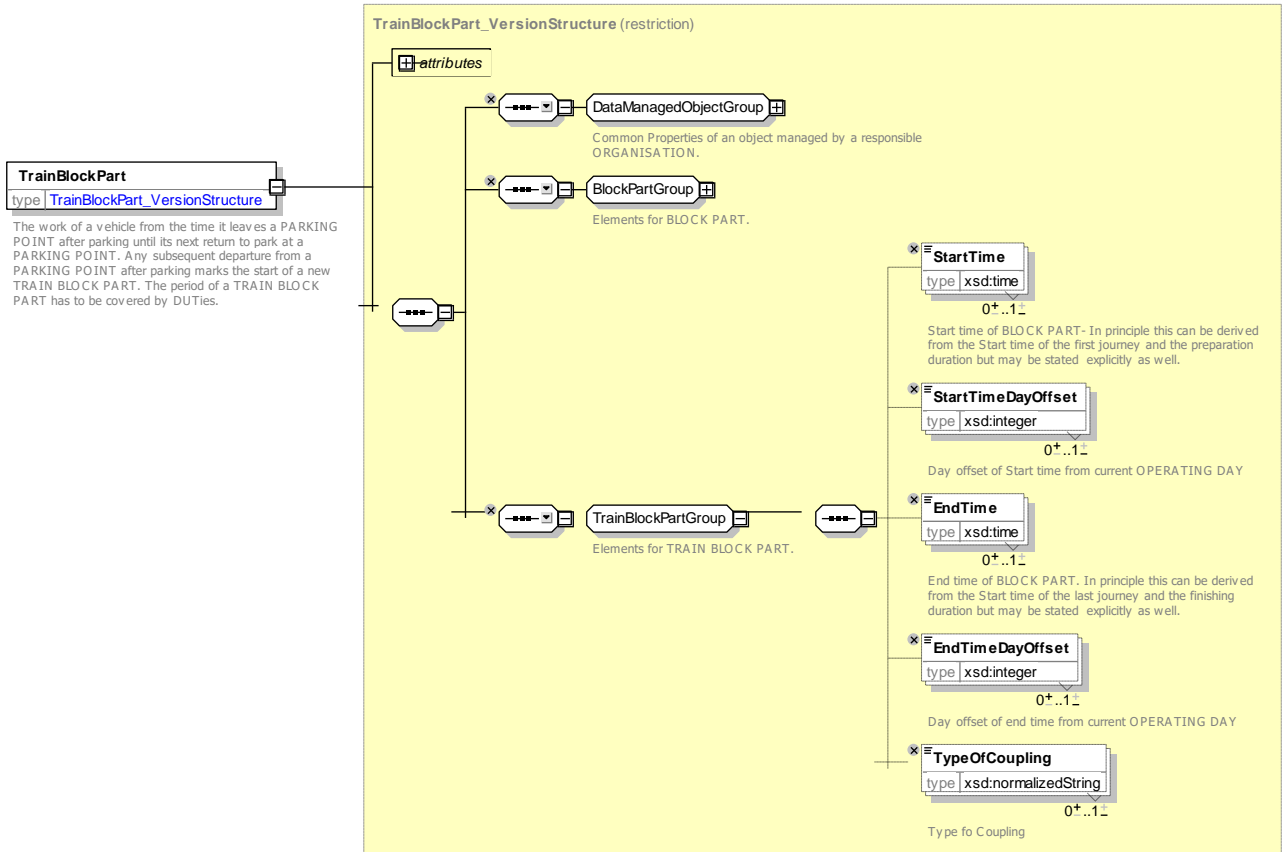 TrainBlockPart_VersionStructure (restriction)
attributes
DataManagedObjectGroup
Common Properties of an object managed by a responsible
ORGANISATION.
TrainBlockPart
type TrainBlockPart_VersionStructure
The work of a vehicle from the time it leaves a PARKING
POINT after parking until its next return to park at a
PARKING POINT. Any subsequent departure from a
PARKING POINT after parking marks the start of a new
TRAIN BLOCK PART. The period of a TRAIN BLOCK
PART has to be covered by DUTies.
BlockPartGroup
Elements for BLOCK PART.
StartTime
type xsd:time
0..1
Start time of BLOCK PART- In principle this can be derived
from the Start time of the first journey and the preparation
duration but may be stated explicitly as well.
StartTimeDayOffset
type xsd:integer
0..1
Day offset of Start time from current OPERATING DAY
TrainBlockPartGroup
Elements for TRAIN BLOCK PART.
EndTime
type xsd:time
0..1
End time of BLOCK PART. In principle this can be derived
from the Start time of the last journey and the finishing
duration but may be stated explicitly as well.
EndTimeDayOffset
type xsd:integer
0..1
Day offset of end time from current OPERATING DAY
TypeOfCoupling
type xsd:normalizedString
0..1
Type fo Coupling